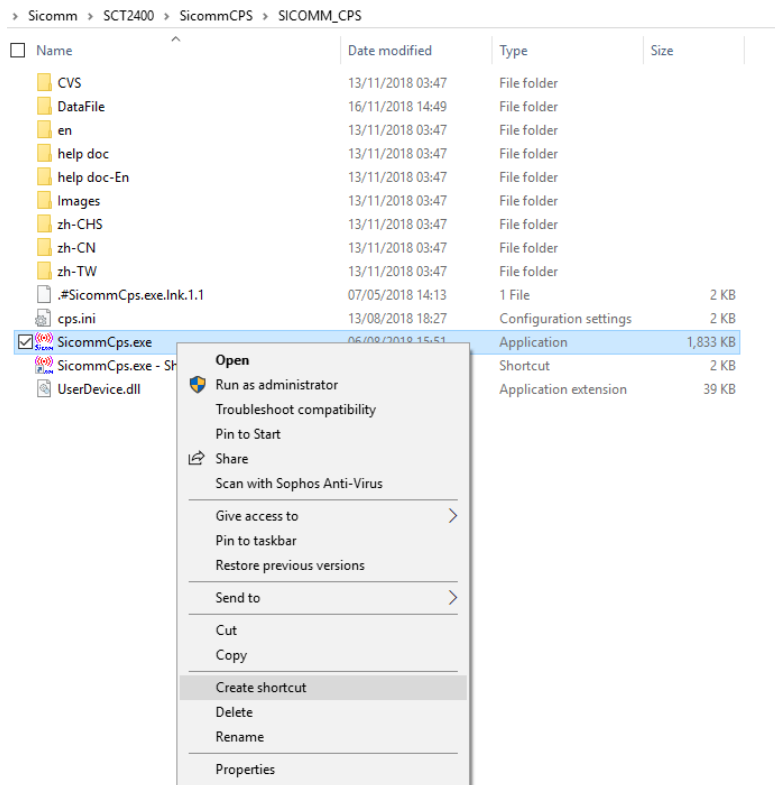 > Sicomm > SCT2400 > SicommCPS > SICOMM_CPS
Name Date modified Type Size
CVS 13/11/2018 03:47 File folder
DataFile 16/11/2018 14:49 File folder
en 13/11/2018 03:47 File folder
help doc 13/11/2018 03:47 File folder
help doc-En 13/11/2018 03:47 File folder
Images 13/11/2018 03:47 File folder
zh-CHS 13/11/2018 03:47 File folder
zh-CN 13/11/2018 03:47 File folder
zh-TW 13/11/2018 03:47 File folder
.#SicommCps.exe.lnk.1.1 07/05/2018 14:13 1 File 2 KB
cps.ini 13/08/2018 18:27 Configuration settings 2 KB
SicommCps.exe 06/08/2018 15:51 Application 1,833 KB
SicommCps.exe - Sh Shortcut 2 KB
UserDevice.dll Application extension 39 KB
Open
Run as administrator
Troubleshoot compatibility
Pin to Start
Share
Scan with Sophos Anti-Virus
Give access to
Pin to taskbar
Restore previous versions
Send to
Cut
Copy
Create shortcut
Delete
Rename
Properties